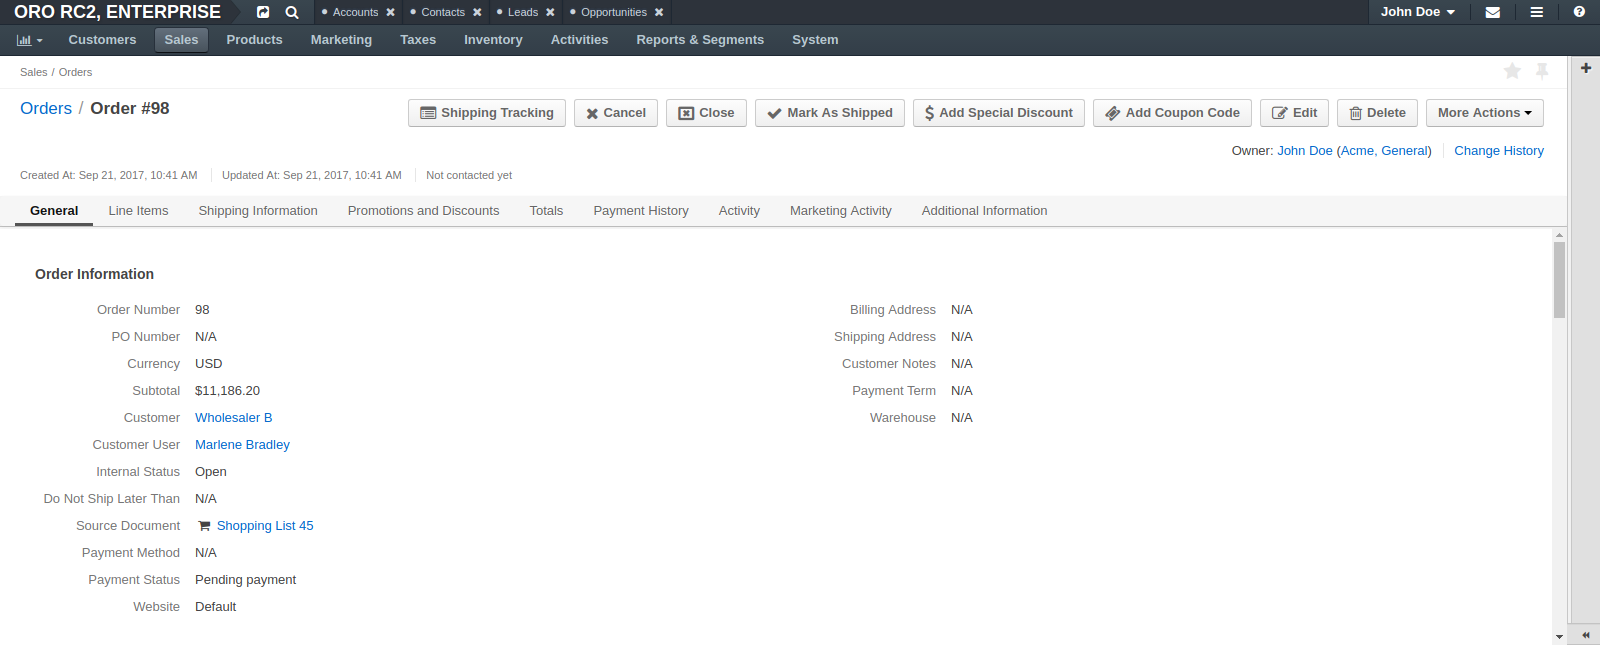 ORO RC2, ENTERPRISE Accounts Contacts Leads Opportunities John Doe
Customers Sales Products Marketing Taxes Inventory Activities Reports & Segments System
Sales / Orders
Orders / Order #98 Shipping Tracking Cancel Close Mark As Shipped Add Special Discount Add Coupon Code Edit Delete More Actions
Owner: John Doe (Acme, General) Change History
Created At: Sep 21, 2017, 10:41 AM Updated At: Sep 21, 2017, 10:41 AM Not contacted yet
General Line Items Shipping Information Promotions and Discounts Totals Payment History Activity Marketing Activity Additional Information
Order Information
Order Number 98
PO Number N/A
Currency USD
Subtotal $11,186.20
Customer Wholesaler B
Customer User Marlene Bradley
Internal Status Open
Do Not Ship Later Than N/A
Source Document Shopping List 45
Payment Method N/A
Payment Status Pending payment
Website Default
Billing Address N/A
Shipping Address N/A
Customer Notes N/A
Payment Term N/A
Warehouse N/A